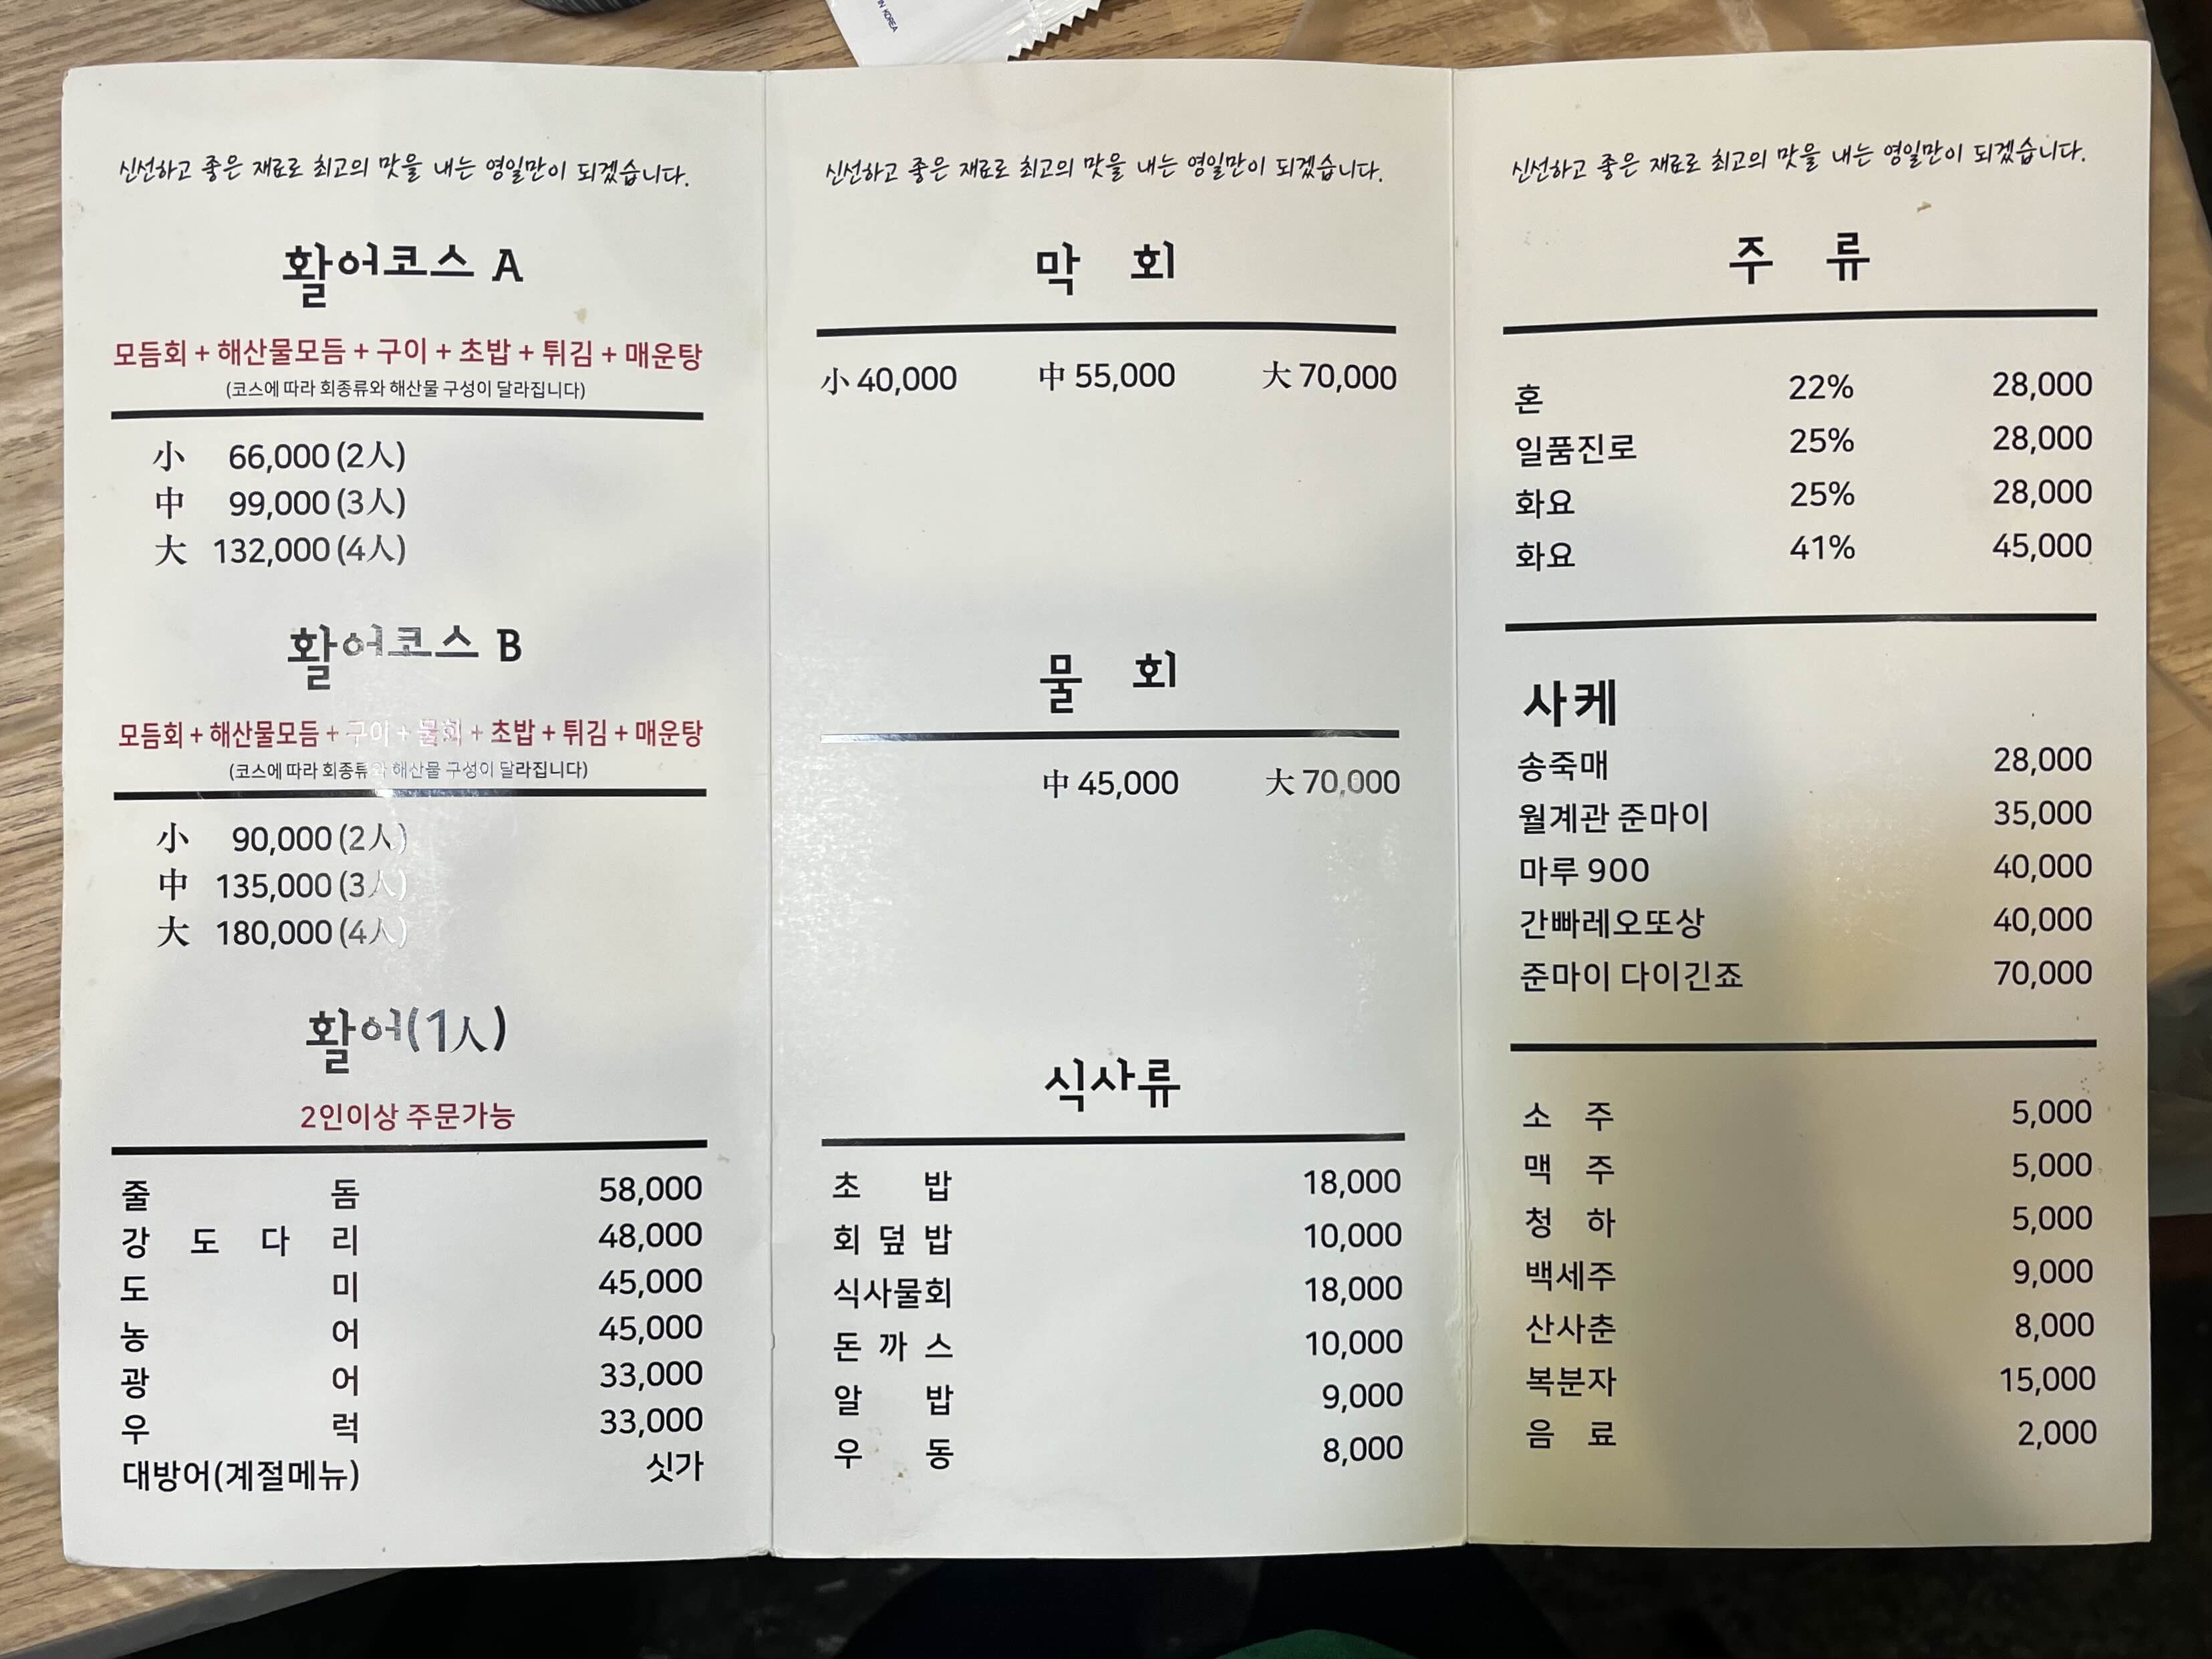 IN KOREA
신선하고 좋은 재료로 최고의 맛을 내는 영일만이 되겠습니다.
활어코스 A
모듬회 + 해산물모듬 + 구이 + 초밥 + 튀김 + 매운탕
(코스에 따라 회종류와 해산물 구성이 달라집니다)
小 66,000 (2人)
中 99,000 (3人)
大 132,000 (4人)
활어코스 B
모듬회 + 해산물모듬 + 구이 + 물회 + 초밥 + 튀김 + 매운탕
(코스에 따라 회종류와 해산물 구성이 달라집니다)
小 90,000 (2人)
中 135,000 (3人)
大 180,000 (4人)
활어(1人)
2인이상 주문가능
줄 돔 58,000
강 도 다 리 48,000
도 미 45,000
농 어 45,000
광 어 33,000
우 럭 33,000
대방어(계절메뉴) 싯가
신선하고 좋은 재료로 최고의 맛을 내는 영일만이 되겠습니다.
막 회
小 40,000 中 55,000 大 70,000
물 회
中 45,000 大 70,000
식사류
초 밥 18,000
회 덮 밥 10,000
식사물회 18,000
돈 까 스 10,000
알 밥 9,000
우 동 8,000
신선하고 좋은 재료로 최고의 맛을 내는 영일만이 되겠습니다.
주 류
혼 22% 28,000
일품진로 25% 28,000
화요 25% 28,000
화요 41% 45,000
사케
송죽매 28,000
월계관 준마이 35,000
마루 900 40,000
간빠레오또상 40,000
준마이 다이긴죠 70,000
소 주 5,000
맥 주 5,000
청 하 5,000
백세주 9,000
산사춘 8,000
복분자 15,000
음 료 2,000